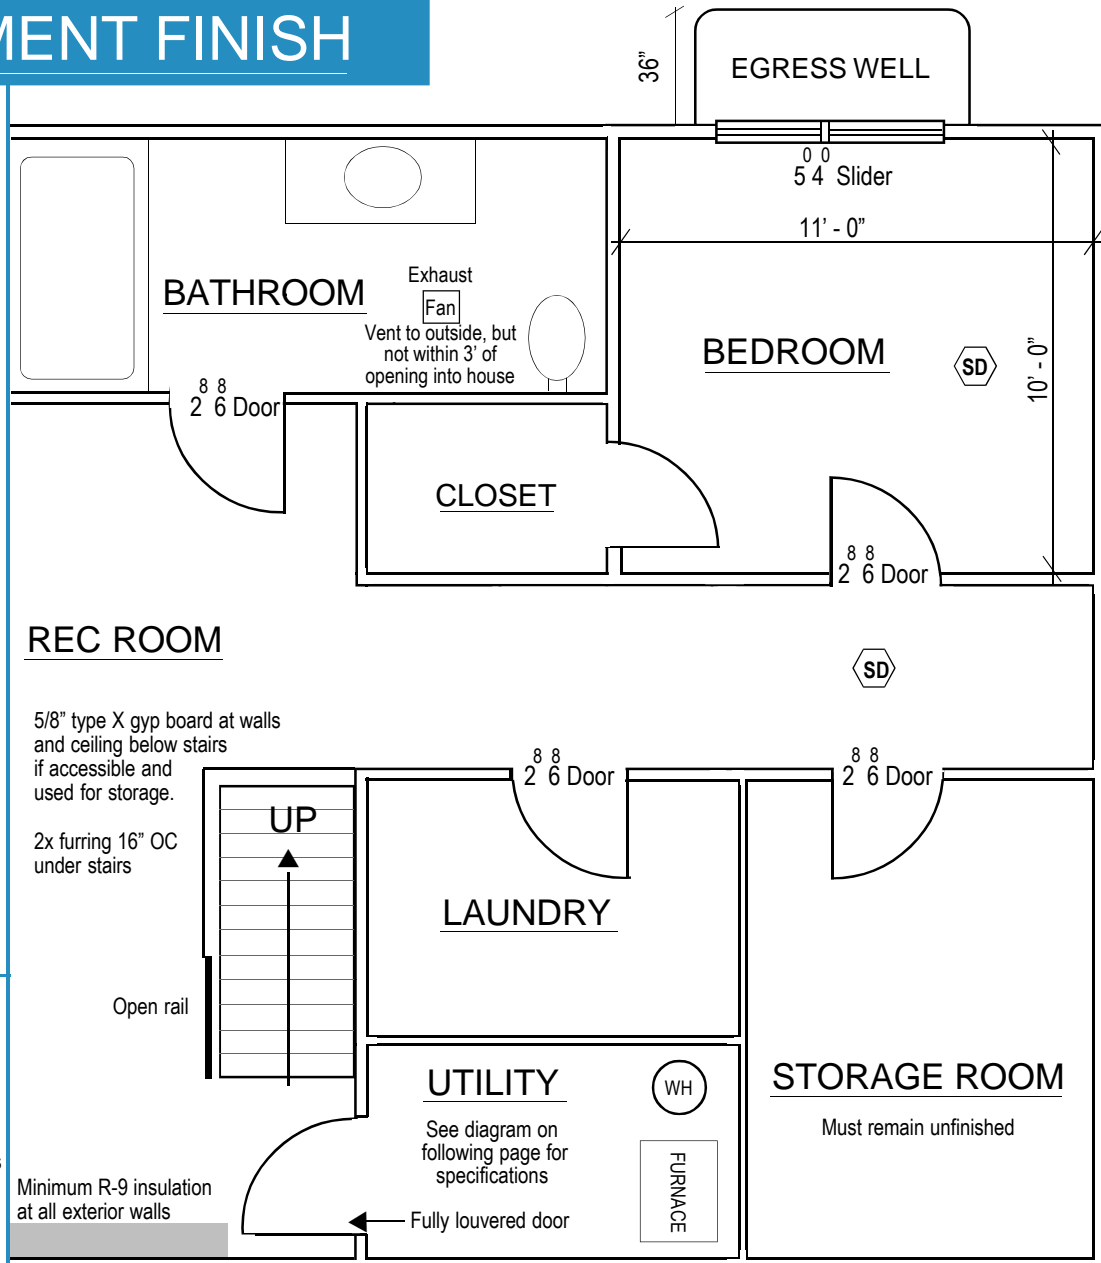 MENT FINISH
36”
EGRESS WELL
0 0
5 4 Slider
11’ - 0”
BATHROOM
Exhaust
Fan
Vent to outside, but
not within 3’ of
opening into house
BEDROOM
SD
10’ - 0”
8 8
2 6 Door
CLOSET
8 8
2 6 Door
REC ROOM
SD
5/8” type X gyp board at walls
and ceiling below stairs
if accessible and
used for storage.
2x furring 16” OC
under stairs
8 8
2 6 Door
8 8
2 6 Door
UP
LAUNDRY
Open rail
UTILITY
See diagram on
following page for
specifications
WH
FURNACE
STORAGE ROOM
Must remain unfinished
Minimum R-9 insulation
at all exterior walls
Fully louvered door